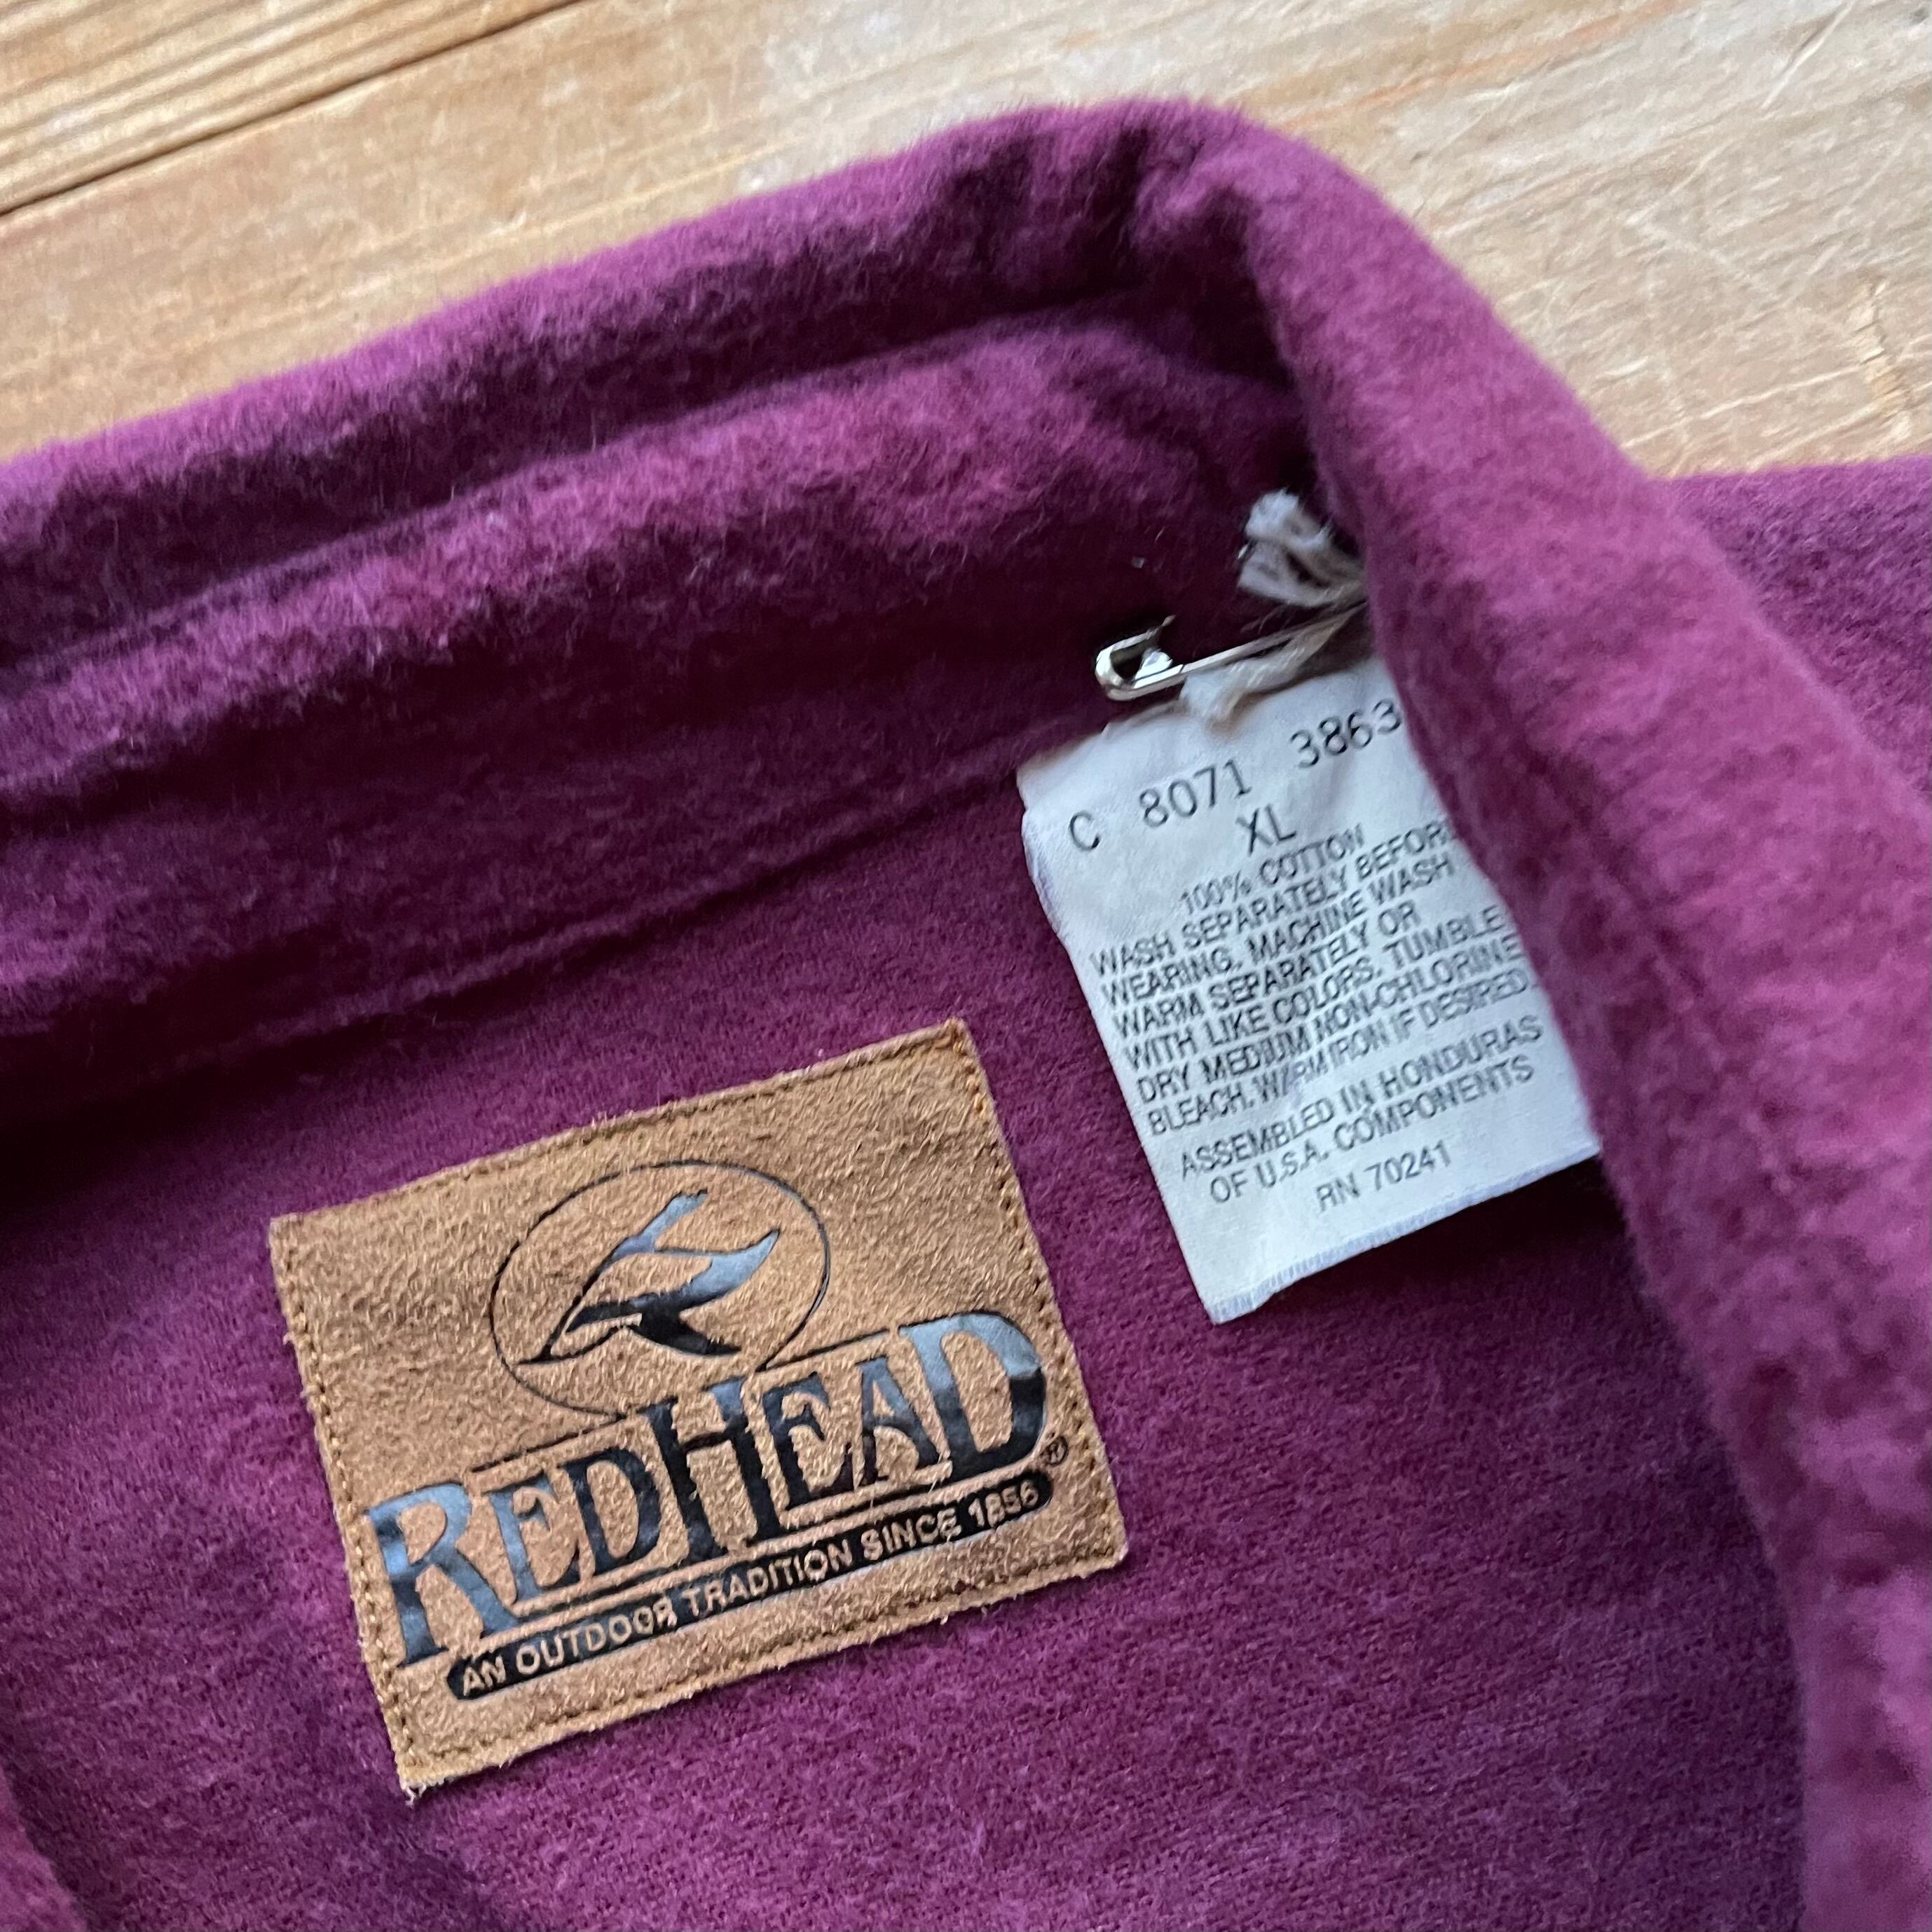 C 8071 3863
XL
100% COTTON
WASH SEPARATELY BEFORE
WEARING. MACHINE WASH
WARM SEPARATELY OR
WITH LIKE COLORS. TUMBLE
DRY MEDIUM NON-CHLORINE
BLEACH. WARM IRON IF DESIRED.
ASSEMBLED IN HONDURAS
OF U.S.A. COMPONENTS
RN 70241
REDHEAD®
AN OUTDOOR TRADITION SINCE 1856